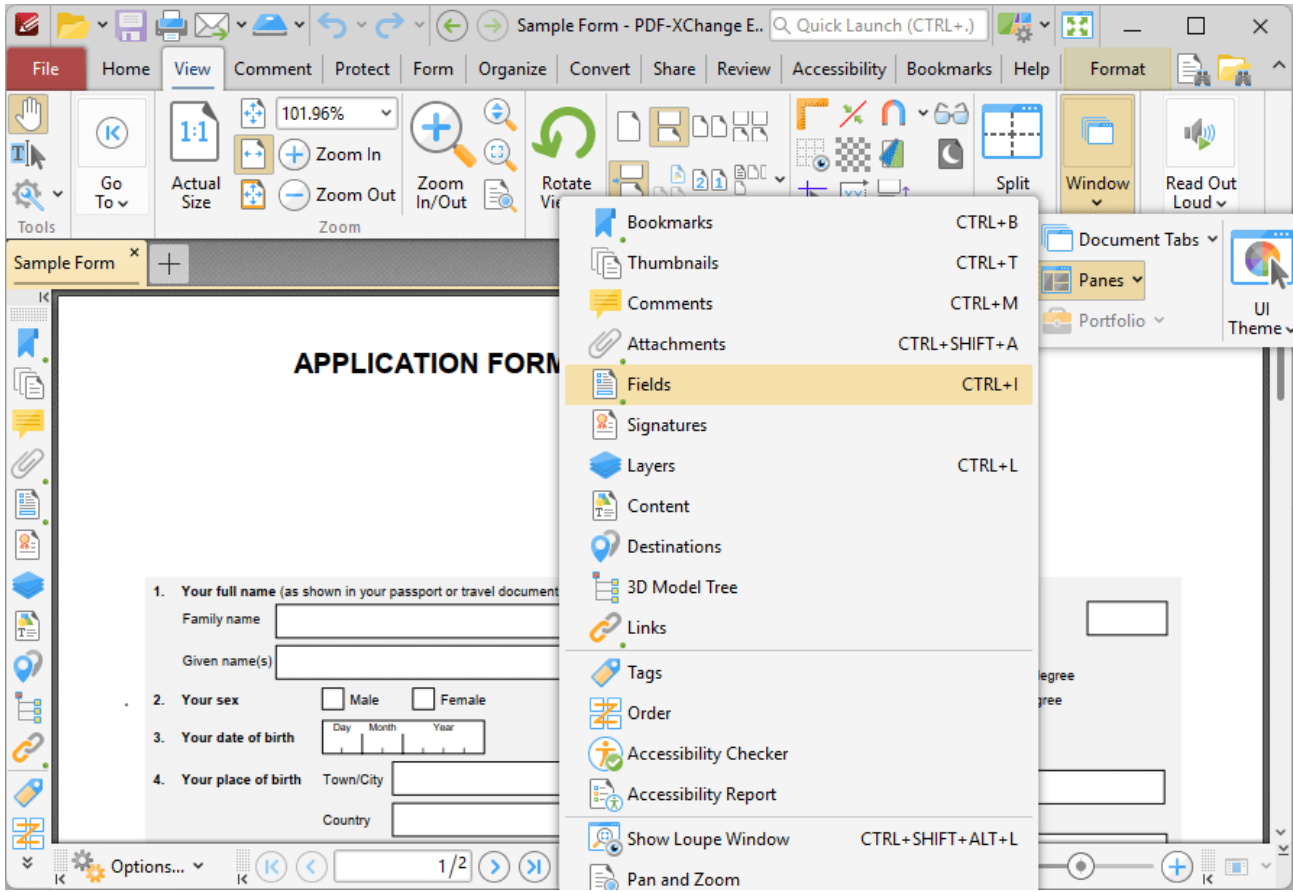 Sample Form - PDF-XChange E..
Quick Launch (CTRL+.)
File Home View Comment Protect Form Organize Convert Share Review Accessibility Bookmarks Help Format
Tools
Go To
1:1
Actual Size
101.96%
Zoom In
Zoom Out
Zoom In/Out
Zoom
Rotate
Split
Window
Read Out Loud
Sample Form
Document Tabs
Panes
Portfolio
UI Theme
Bookmarks CTRL+B
Thumbnails CTRL+T
Comments CTRL+M
Attachments CTRL+SHIFT+A
Fields CTRL+I
Signatures
Layers CTRL+L
Content
Destinations
3D Model Tree
Links
Tags
Order
Accessibility Checker
Accessibility Report
Show Loupe Window CTRL+SHIFT+ALT+L
Pan and Zoom
APPLICATION FORM
1. Your full name (as shown in your passport or travel document
Family name
Given name(s)
2. Your sex Male Female
3. Your date of birth Day Month Year
4. Your place of birth Town/City
Country
Options...
1/2